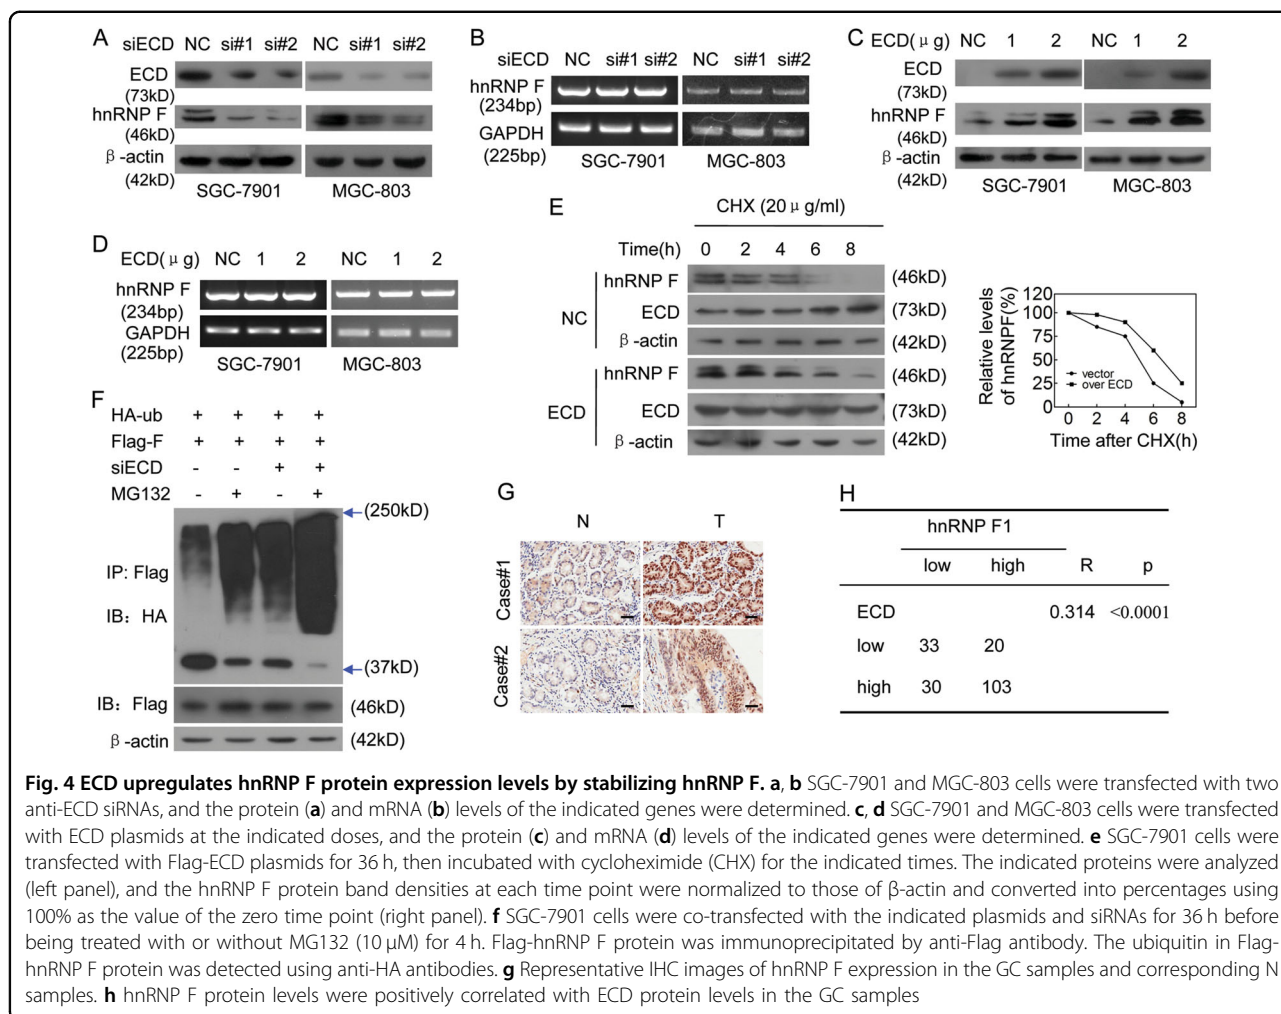 A
siECD NC si#1 si#2 NC si#1 si#2
ECD
(73kD)
hnRNP F
(46kD)
β-actin
(42kD)
SGC-7901 MGC-803
B
siECD NC si#1 si#2 NC si#1 si#2
hnRNP F
(234bp)
GAPDH
(225bp)
SGC-7901 MGC-803
C
ECD(μg) NC 1 2 NC 1 2
ECD
(73kD)
hnRNP F
(46kD)
β-actin
(42kD)
SGC-7901 MGC-803
D
ECD(μg) NC 1 2 NC 1 2
hnRNP F
(234bp)
GAPDH
(225bp)
SGC-7901 MGC-803
E
CHX (20μg/ml)
Time(h) 0 2 4 6 8
NC
hnRNP F (46kD)
ECD (73kD)
β-actin (42kD)
ECD
hnRNP F (46kD)
ECD (73kD)
β-actin (42kD)
Relative levels
of hnRNPF(%)
120
100
75
50
25
0
vector
over ECD
0 2 4 6 8
Time after CHX(h)
F
HA-ub + + + +
Flag-F + + + +
siECD - - + +
MG132 - + - +
(250kD)
IP: Flag
IB: HA
(37kD)
IB: Flag (46kD)
β-actin (42kD)
G
N T
Case#1
Case#2
H
hnRNP F1
low high R p
ECD 0.314 <0.0001
low 33 20
high 30 103
Fig. 4 ECD upregulates hnRNP F protein expression levels by stabilizing hnRNP F. a, b SGC-7901 and MGC-803 cells were transfected with two
anti-ECD siRNAs, and the protein (a) and mRNA (b) levels of the indicated genes were determined. c, d SGC-7901 and MGC-803 cells were transfected
with ECD plasmids at the indicated doses, and the protein (c) and mRNA (d) levels of the indicated genes were determined. e SGC-7901 cells were
transfected with Flag-ECD plasmids for 36 h, then incubated with cycloheximide (CHX) for the indicated times. The indicated proteins were analyzed
(left panel), and the hnRNP F protein band densities at each time point were normalized to those of β-actin and converted into percentages using
100% as the value of the zero time point (right panel). f SGC-7901 cells were co-transfected with the indicated plasmids and siRNAs for 36 h before
being treated with or without MG132 (10 μM) for 4 h. Flag-hnRNP F protein was immunoprecipitated by anti-Flag antibody. The ubiquitin in Flag-
hnRNP F protein was detected using anti-HA antibodies. g Representative IHC images of hnRNP F expression in the GC samples and corresponding N
samples. h hnRNP F protein levels were positively correlated with ECD protein levels in the GC samples